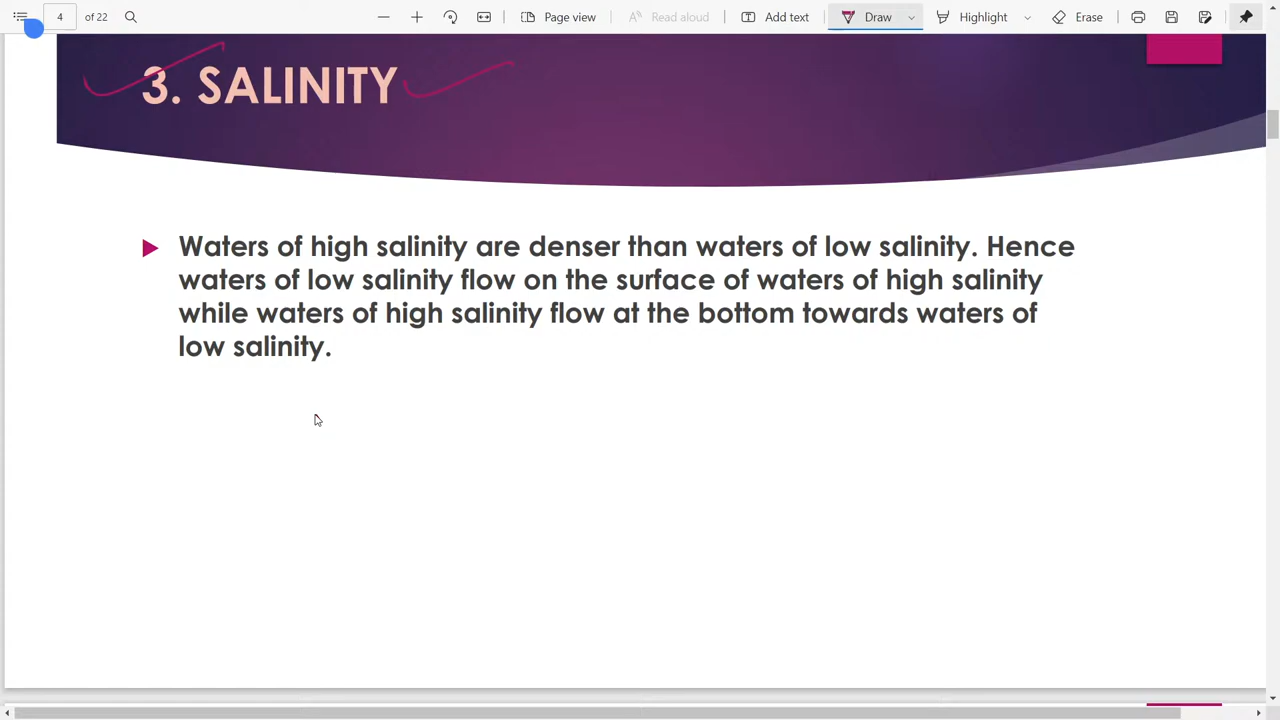 4 of 22 Page view Read aloud Add text Draw Highlight Erase
3. SALINITY
Waters of high salinity are denser than waters of low salinity. Hence
waters of low salinity flow on the surface of waters of high salinity
while waters of high salinity flow at the bottom towards waters of
low salinity.